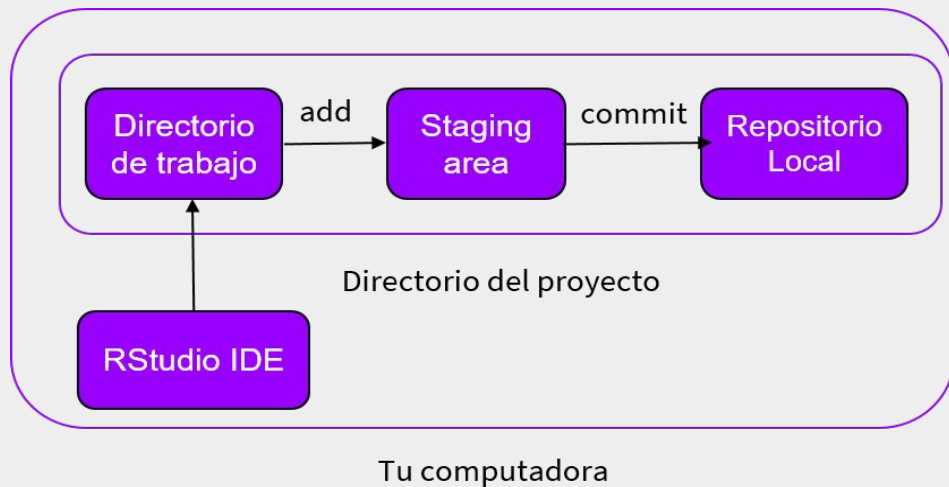 Directorio
de trabajo
add
Staging
area
commit
Repositorio
Local
Directorio del proyecto
RStudio IDE
Tu computadora